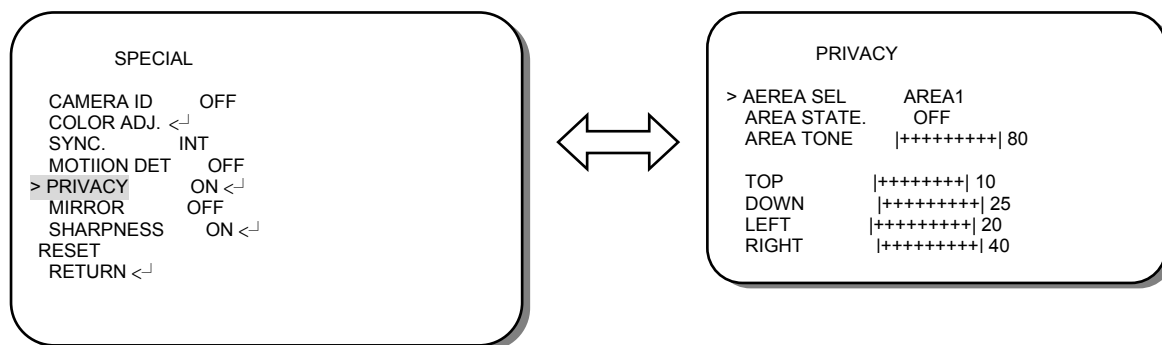 SPECIAL
CAMERA ID OFF
COLOR ADJ. <┘
SYNC. INT
MOTIION DET OFF
> PRIVACY ON <┘
MIRROR OFF
SHARPNESS ON <┘
RESET
RETURN <┘
PRIVACY
> AEREA SEL AREA1
AREA STATE. OFF
AREA TONE |+++++++++| 80
TOP |++++++++| 10
DOWN |+++++++++| 25
LEFT |+++++++++| 20
RIGHT |+++++++++| 40